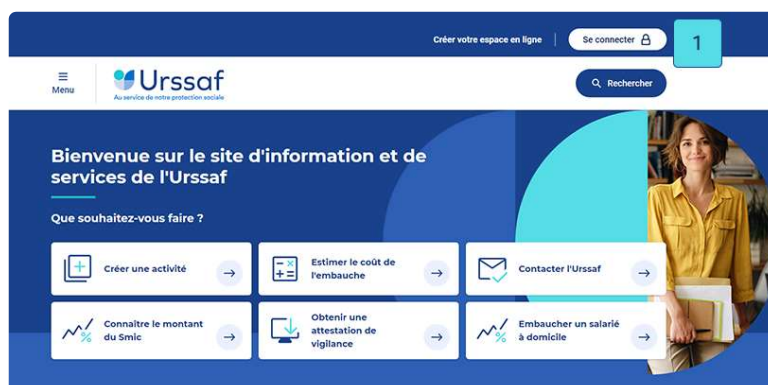 Créer votre espace en ligne
Se connecter
1
Menu
Urssaf
Au service de notre protection sociale
Rechercher
Bienvenue sur le site d'information et de
services de l'Urssaf
Que souhaitez-vous faire ?
Créer une activité
Estimer le coût de
l'embauche
Contacter l'Urssaf
Connaître le montant
du Smic
Obtenir une
attestation de
vigilance
Embaucher un salarié
à domicile